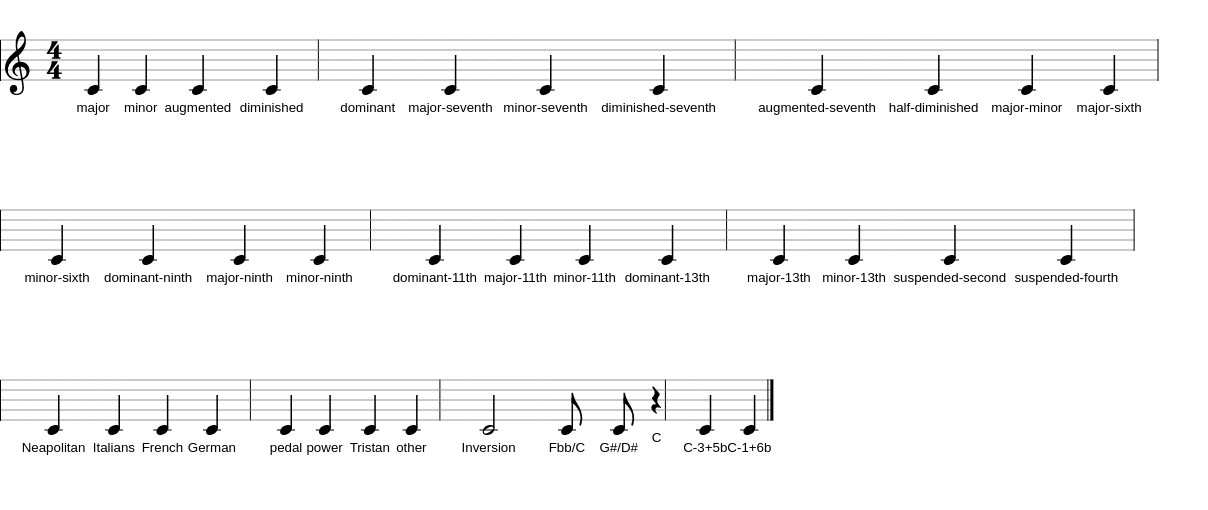 4
4
major minor augmented diminished dominant major-seventh minor-seventh diminished-seventh augmented-seventh half-diminished major-minor major-sixth
minor-sixth dominant-ninth major-ninth minor-ninth dominant-11th major-11th minor-11th dominant-13th major-13th minor-13th suspended-second suspended-fourth
Neapolitan Italians French German pedal power Tristan other Inversion Fbb/C G#/D# C C-3+5bC-1+6b